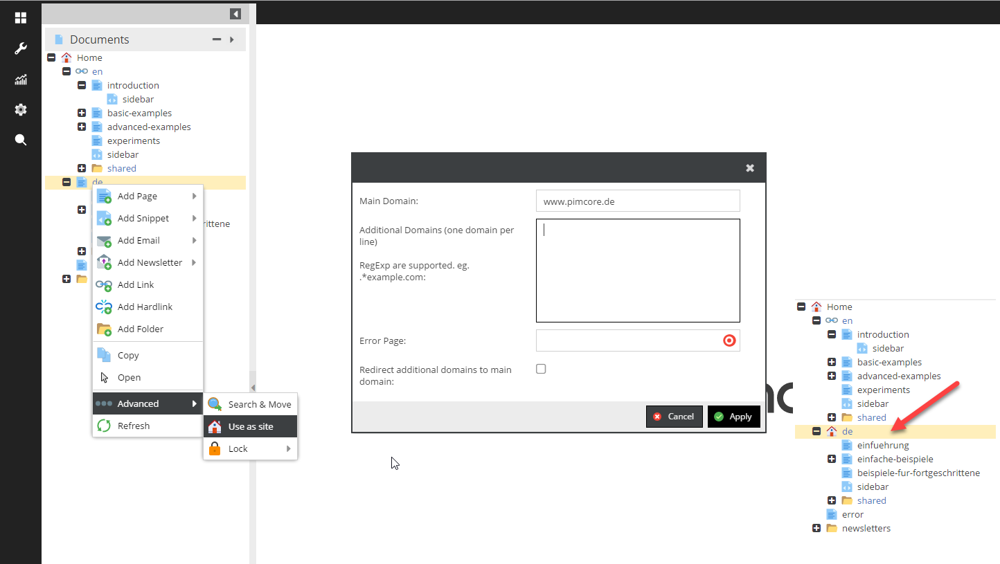 Documents
Home
en
introduction
sidebar
basic-examples
advanced-examples
experiments
sidebar
shared
de
rittene
Add Page
Add Snippet
Add Email
Add Newsletter
Add Link
Add Hardlink
Add Folder
Copy
Open
Advanced
Refresh
Search & Move
Use as site
Lock
Main Domain:
www.pimcore.de
Additional Domains (one domain per
line)
RegExp are supported. eg.
.*example.com:
Error Page:
Redirect additional domains to main
domain:
Cancel
Apply
Home
en
introduction
sidebar
basic-examples
advanced-examples
experiments
sidebar
shared
de
einfuehrung
einfache-beispiele
beispiele-fur-fortgeschrittene
sidebar
shared
error
newsletters